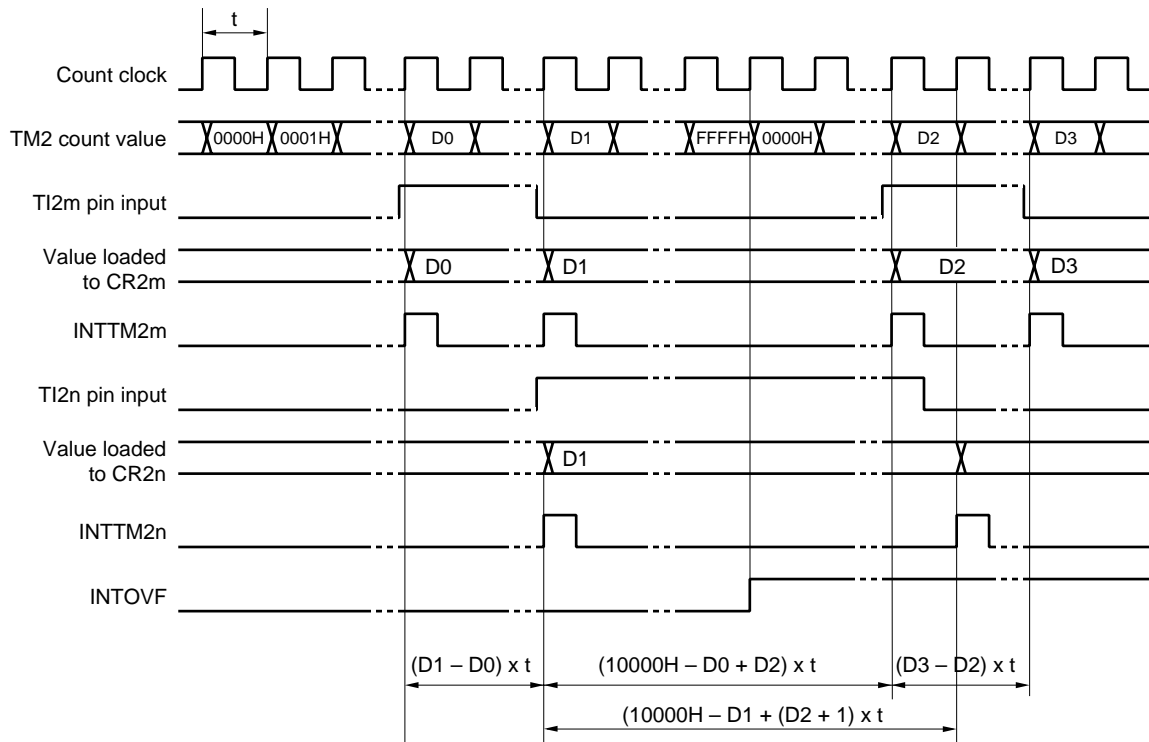 t
Count clock
TM2 count value
0000H 0001H D0 D1 FFFFH 0000H D2 D3
TI2m pin input
Value loaded
to CR2m
D0 D1 D2 D3
INTTM2m
TI2n pin input
Value loaded
to CR2n
D1
INTTM2n
INTOVF
(D1 – D0) x t (10000H – D0 + D2) x t (D3 – D2) x t
(10000H – D1 + (D2 + 1) x t